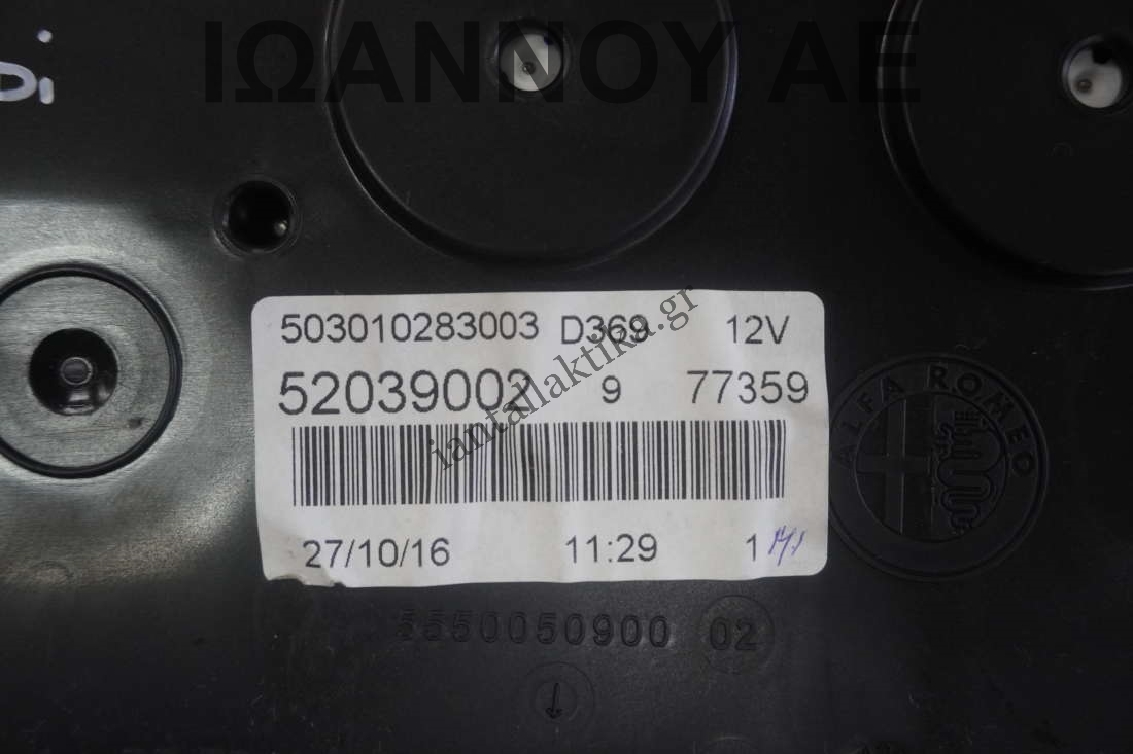 ΙΩΑΝΝΟΥ ΑΕ
Di
503010283003 D369 12V
52039002 9 77359
iantallaktika.gr
ALFA ROMEO
27/10/16 11:29 1
5550050900 02